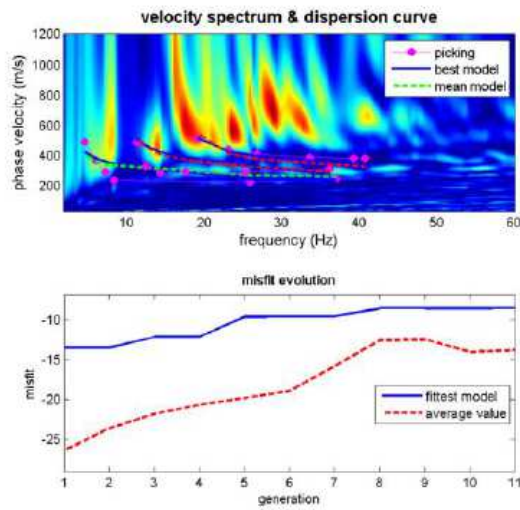 velocity spectrum & dispersion curve
1200
1000
800
600
400
200
phase velocity (m/s)
picking
best model
mean model
10
20
30
40
50
60
frequency (Hz)
misfit evolution
-10
-15
-20
-25
misfit
fittest model
average value
1
2
3
4
5
6
7
8
9
10
11
generation